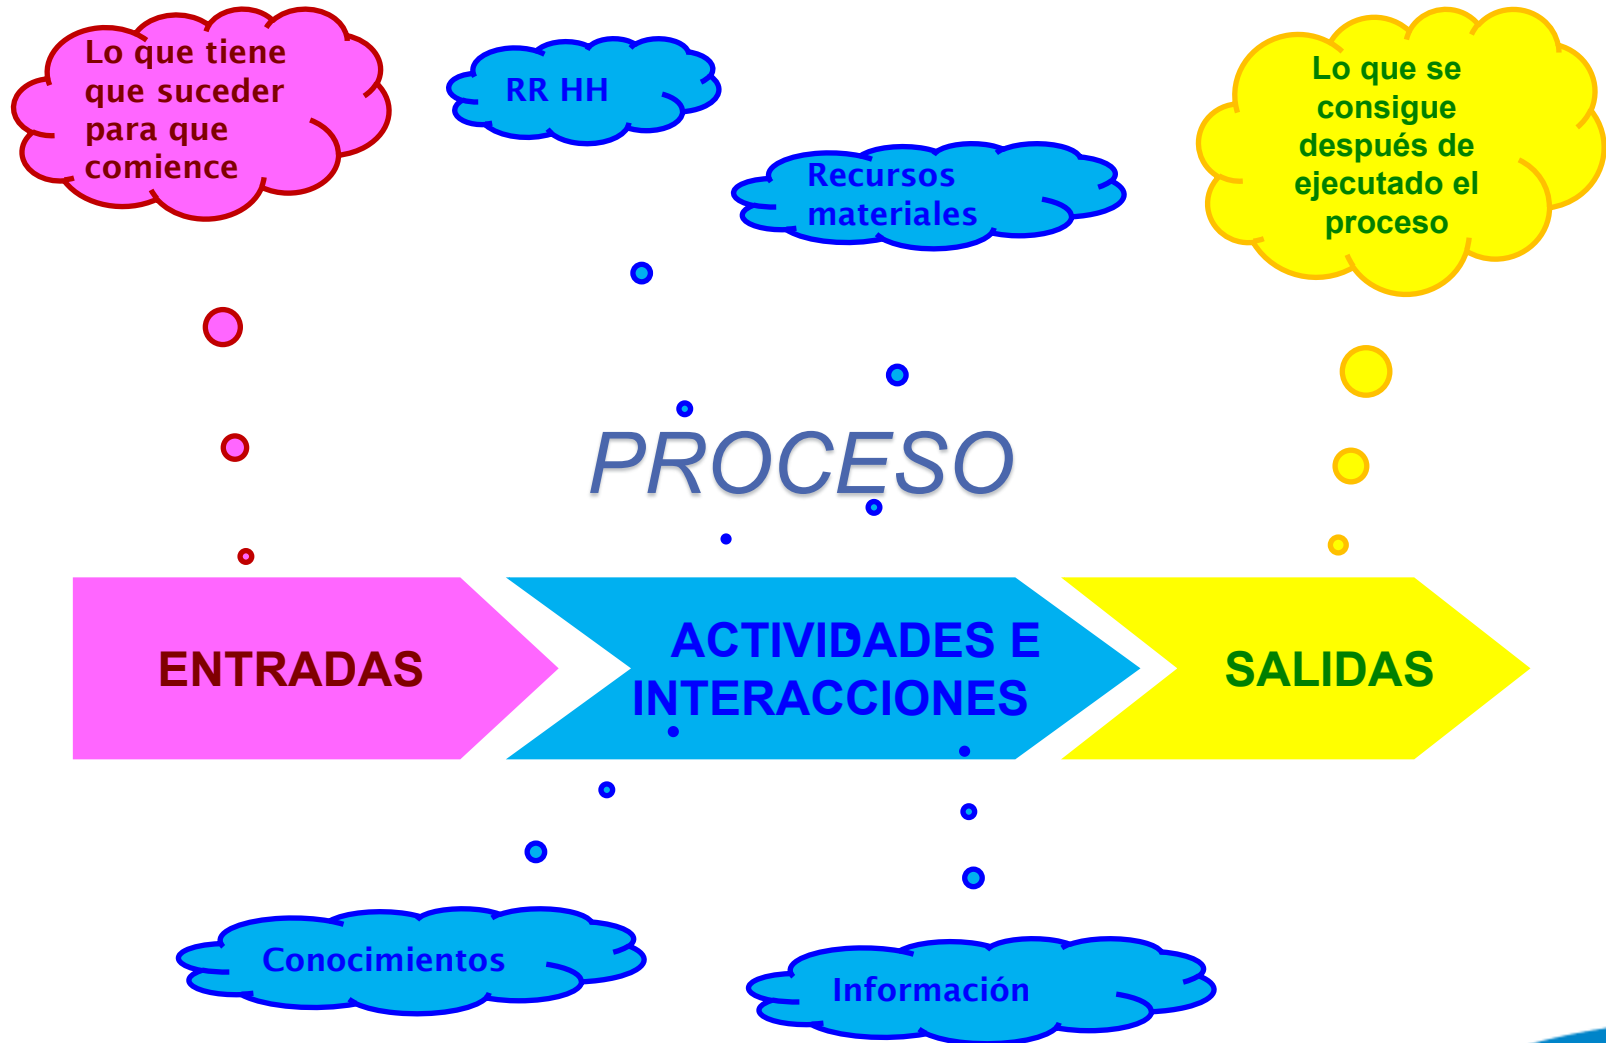 Lo que tiene
que suceder
para que
comience
RR HH
Recursos
materiales
Lo que se
consigue
después de
ejecutado el
proceso
PROCESO
ENTRADAS
ACTIVIDADES E
INTERACCIONES
SALIDAS
Conocimientos
Información